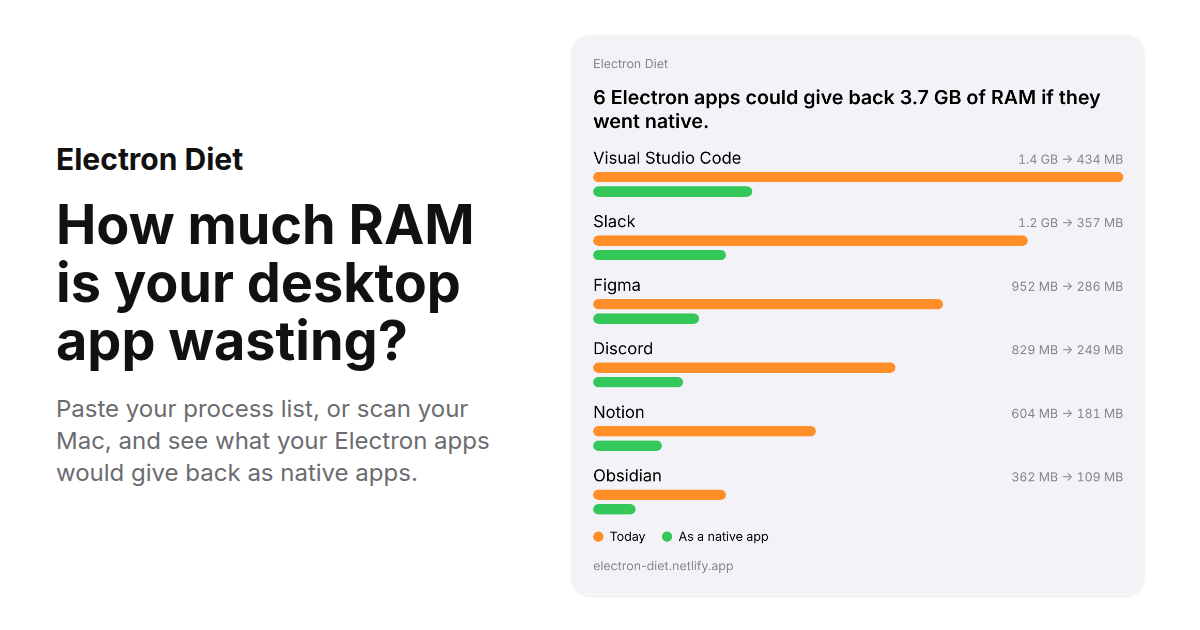 Electron Diet
How much RAM
is your desktop
app wasting?
Paste your process list, or scan your
Mac, and see what your Electron apps
would give back as native apps.
Electron Diet
6 Electron apps could give back 3.7 GB of RAM if they
went native.
Visual Studio Code 1.4 GB → 434 MB
Slack 1.2 GB → 357 MB
Figma 952 MB → 286 MB
Discord 829 MB → 249 MB
Notion 604 MB → 181 MB
Obsidian 362 MB → 109 MB
Today As a native app
electron-diet.netlify.app